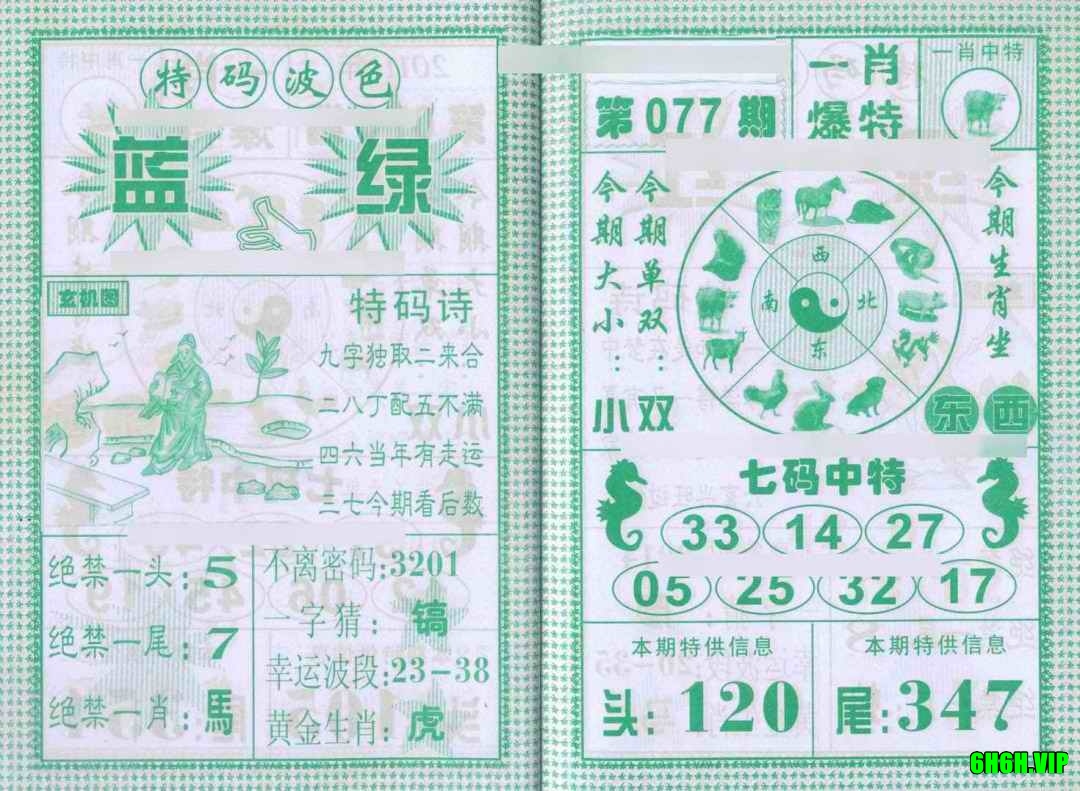 特码波色
蓝 绿
玄机图
特码诗
九字独取二来合
二八丁配五不满
四六当年有走运
三七今期看后数
绝禁一头:5
绝禁一尾:7
绝禁一肖:馬
不离密码:3201
一字猜:镐
幸运波段:23-38
黄金生肖:虎
第077期
一肖
爆特
一肖中特
今期大小:小
今期单双:双
西
南 北
东
今期生肖坐
东西
七码中特
33 14 27
05 25 32 17
本期特供信息
头:120
本期特供信息
尾:347
6H6H.VIP